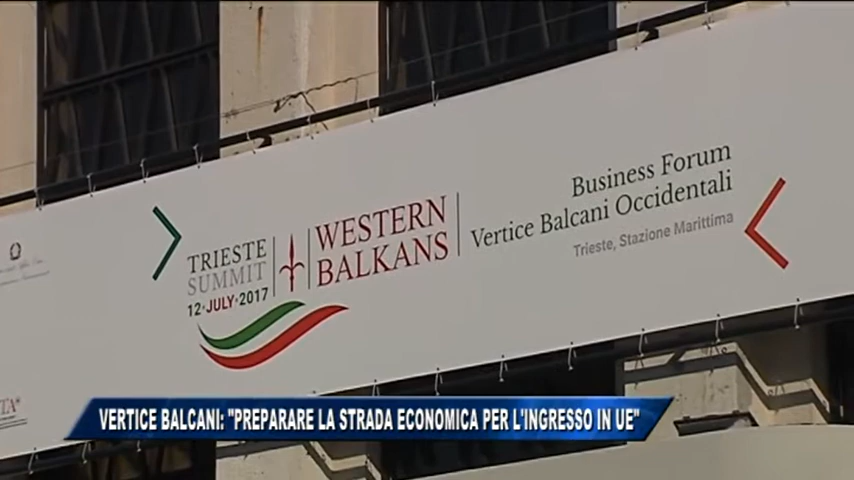 TRIESTE
SUMMIT
12·JULY·2017
WESTERN
BALKANS
Business Forum
Vertice Balcani Occidentali
Trieste, Stazione Marittima
VERTICE BALCANI: "PREPARARE LA STRADA ECONOMICA PER L'INGRESSO IN UE"